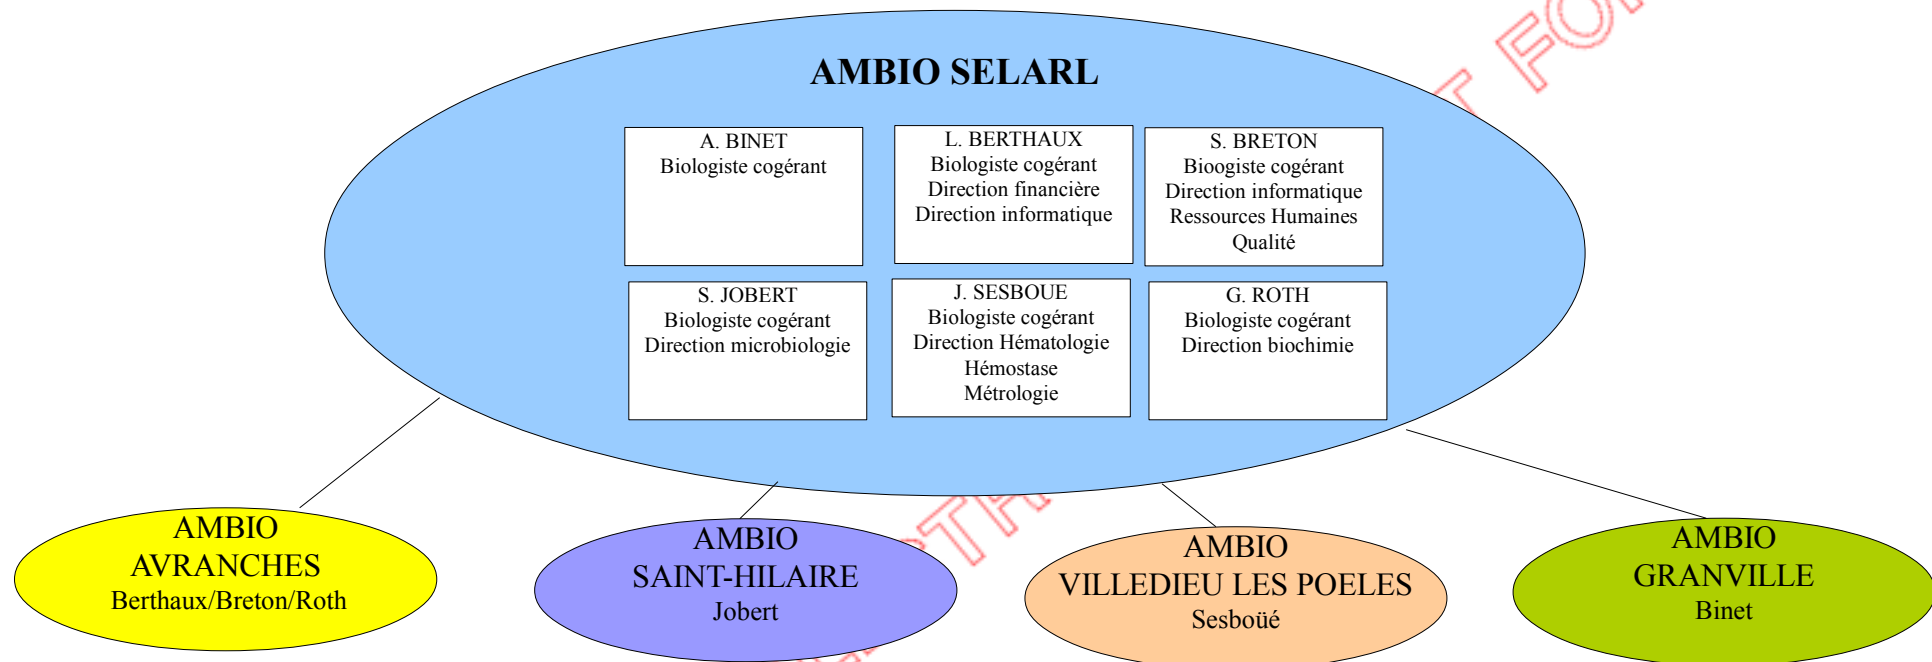 AMBIO SELARL
A. BINET
Biologiste cogérant
L. BERTHAUX
Biologiste cogérant
Direction financière
Direction informatique
S. BRETON
Bioogiste cogérant
Direction informatique
Ressources Humaines
Qualité
S. JOBERT
Biologiste cogérant
Direction microbiologie
J. SESBOUE
Biologiste cogérant
Direction Hématologie
Hémostase
Métrologie
G. ROTH
Biologiste cogérant
Direction biochimie
AMBIO
AVRANCHES
Berthaux/Breton/Roth
AMBIO
SAINT-HILAIRE
Jobert
AMBIO
VILLEDIEU LES POELES
Sesboüé
AMBIO
GRANVILLE
Binet